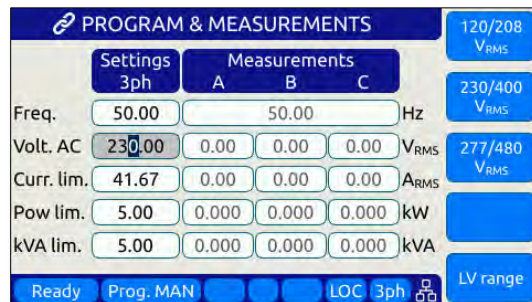 PROGRAM & MEASUREMENTS
Settings 3ph Measurements
A B C
Freq. 50.00 50.00 Hz
Volt. AC 230.00 0.00 0.00 0.00 VRMS
Curr. lim. 41.67 0.00 0.00 0.00 ARMS
Pow lim. 5.00 0.000 0.000 0.000 kW
kVA lim. 5.00 0.000 0.000 0.000 kVA
Ready Prog. MAN LOC 3ph
120/208
VRMS
230/400
VRMS
277/480
VRMS
LV range